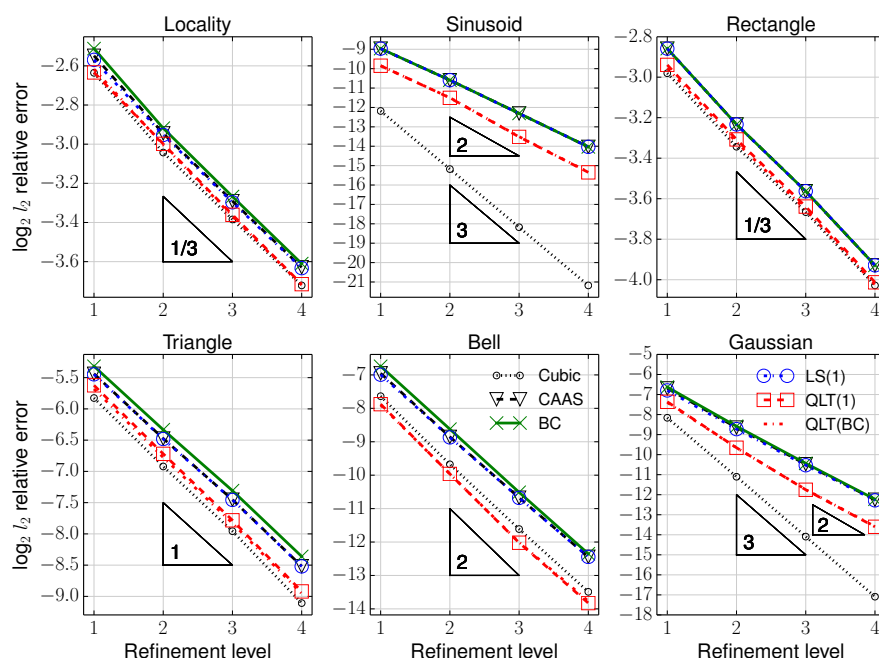 Locality
Sinusoid
Rectangle
log₂ l₂ relative error
−2.6
−2.8
−3.0
−3.2
−3.4
−3.6
1/3
1 2 3 4
−9
−10
−11
−12
−13
−14
−15
−16
−17
−18
−19
−20
−21
2
3
1 2 3 4
−2.8
−3.0
−3.2
−3.4
−3.6
−3.8
−4.0
1/3
1 2 3 4
Triangle
Bell
Gaussian
log₂ l₂ relative error
−5.5
−6.0
−6.5
−7.0
−7.5
−8.0
−8.5
−9.0
1
1 2 3 4
Refinement level
−7
−8
−9
−10
−11
−12
−13
−14
Cubic
CAAS
BC
2
1 2 3 4
Refinement level
−5
−6
−7
−8
−9
−10
−11
−12
−13
−14
−15
−16
−17
−18
LS(1)
QLT(1)
QLT(BC)
3
2
1 2 3 4
Refinement level